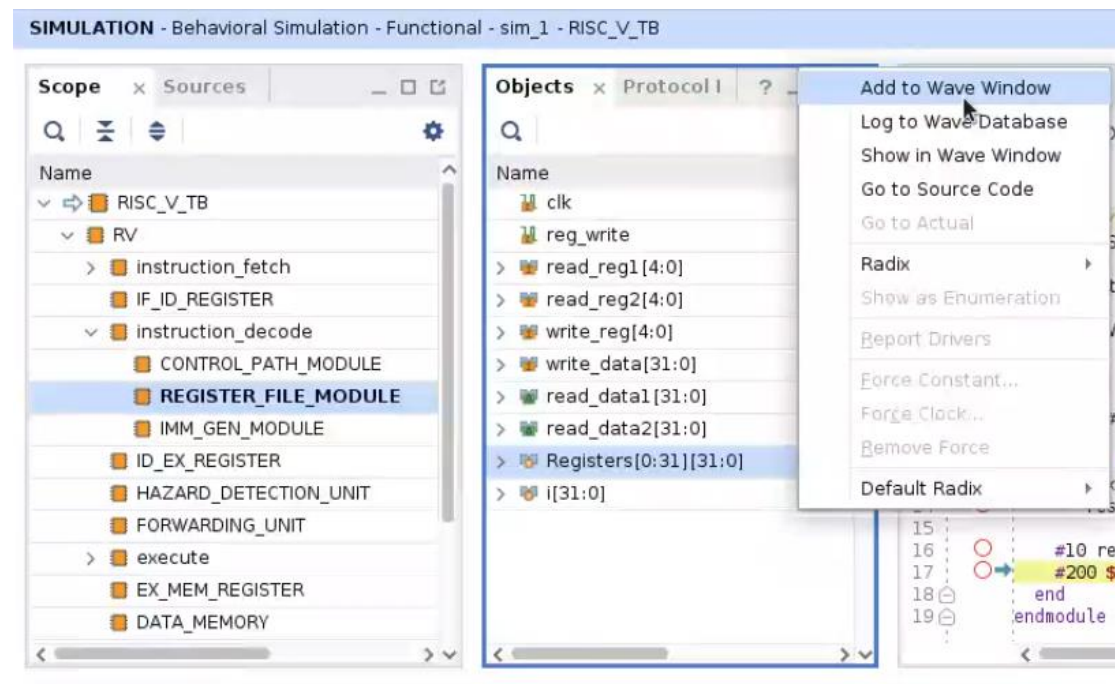 SIMULATION - Behavioral Simulation - Functional - sim_1 - RISC_V_TB
Scope × Sources
Name
RISC_V_TB
RV
instruction_fetch
IF_ID_REGISTER
instruction_decode
CONTROL_PATH_MODULE
REGISTER_FILE_MODULE
IMM_GEN_MODULE
ID_EX_REGISTER
HAZARD_DETECTION_UNIT
FORWARDING_UNIT
execute
EX_MEM_REGISTER
DATA_MEMORY
Objects × Protocol I ?
Name
clk
reg_write
read_reg1[4:0]
read_reg2[4:0]
write_reg[4:0]
write_data[31:0]
read_data1[31:0]
read_data2[31:0]
Registers[0:31][31:0]
i[31:0]
Add to Wave Window
Log to Wave Database
Show in Wave Window
Go to Source Code
Go to Actual
Radix
Show as Enumeration
Report Drivers
Force Constant...
Force Clock...
Remove Force
Default Radix
15
16 #10 re
17 #200 $
18 end
19 endmodule